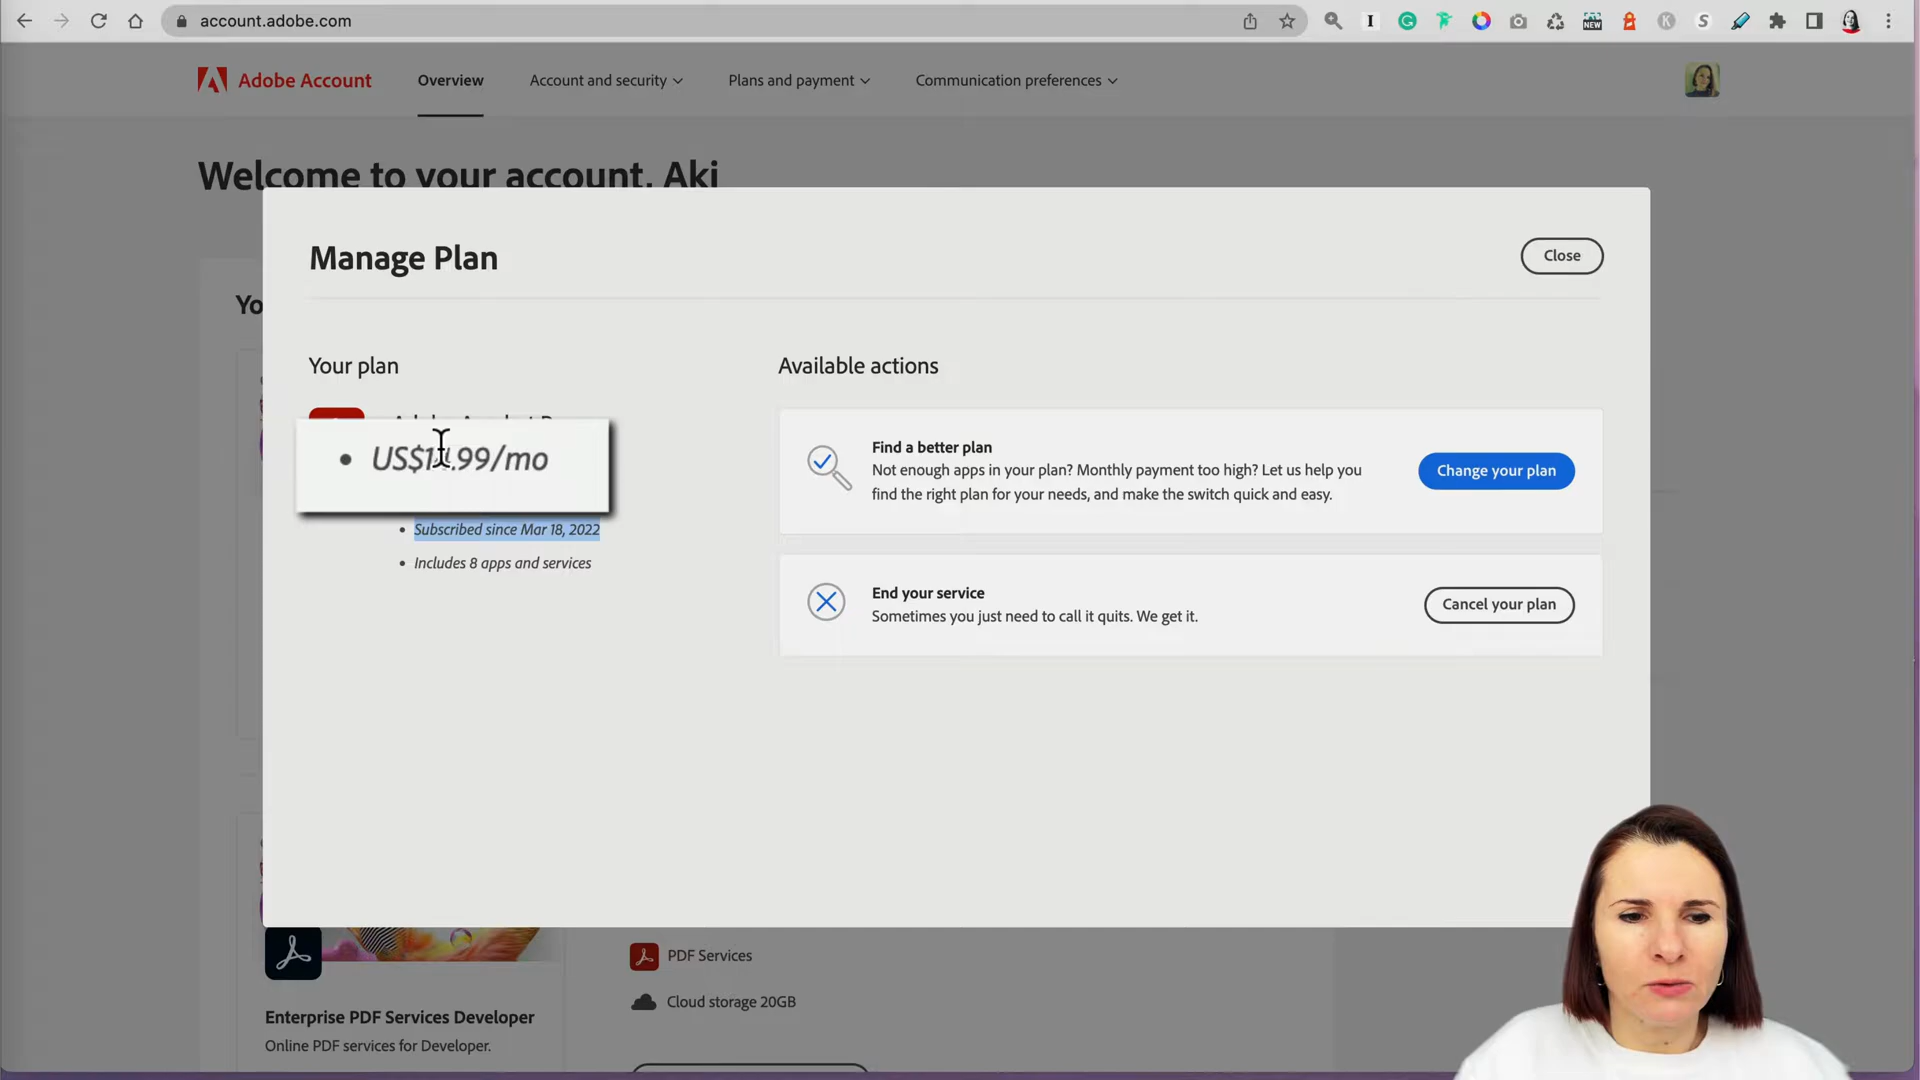 account.adobe.com
Adobe Account
Overview
Account and security
Plans and payment
Communication preferences
Welcome to your account, Aki
Yo
Manage Plan
Close
Your plan
Available actions
Subscribed since Mar 18, 2022
Includes 8 apps and services
Find a better plan
Not enough apps in your plan? Monthly payment too high? Let us help you
find the right plan for your needs, and make the switch quick and easy.
Change your plan
End your service
Sometimes you just need to call it quits. We get it.
Cancel your plan
PDF Services
Cloud storage 20GB
Enterprise PDF Services Developer
Online PDF services for Developer.